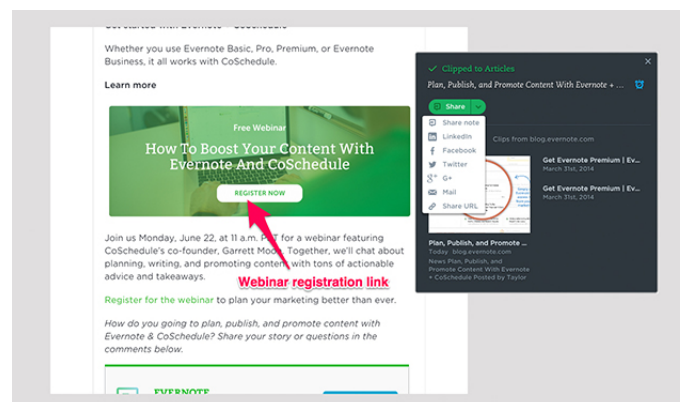 Get started with Evernote + CoSchedule
Whether you use Evernote Basic, Pro, Premium, or Evernote
Business, it all works with CoSchedule.
Learn more
Free Webinar
How To Boost Your Content With
Evernote And CoSchedule
REGISTER NOW
Join us Monday, June 22, at 11 a.m. for a webinar featuring
CoSchedule's co-founder, Garrett Together, we'll chat about
planning, writing, and promoting content with tons of actionable
advice and takeaways.
Webinar registration link
Register for the webinar to plan your marketing better than ever.
How do you going to plan, publish, and promote content with
Evernote & CoSchedule? Share your story or questions in the
comments below.
EVERNOTE
Clipped to Articles
Plan, Publish, and Promote Content With Evernote + ...
Share
Share note
LinkedIn
Facebook
Twitter
G+
Mail
Share URL
Clips from blog.evernote.com
Get Evernote Premium | Ev...
March 31st, 2014
Get Evernote Premium | Ev...
March 31st, 2014
Plan, Publish, and Promote ...
Today blog.evernote.com
News Plan, Publish, and
Promote Content With Evernote
+ CoSchedule Posted by Taylor